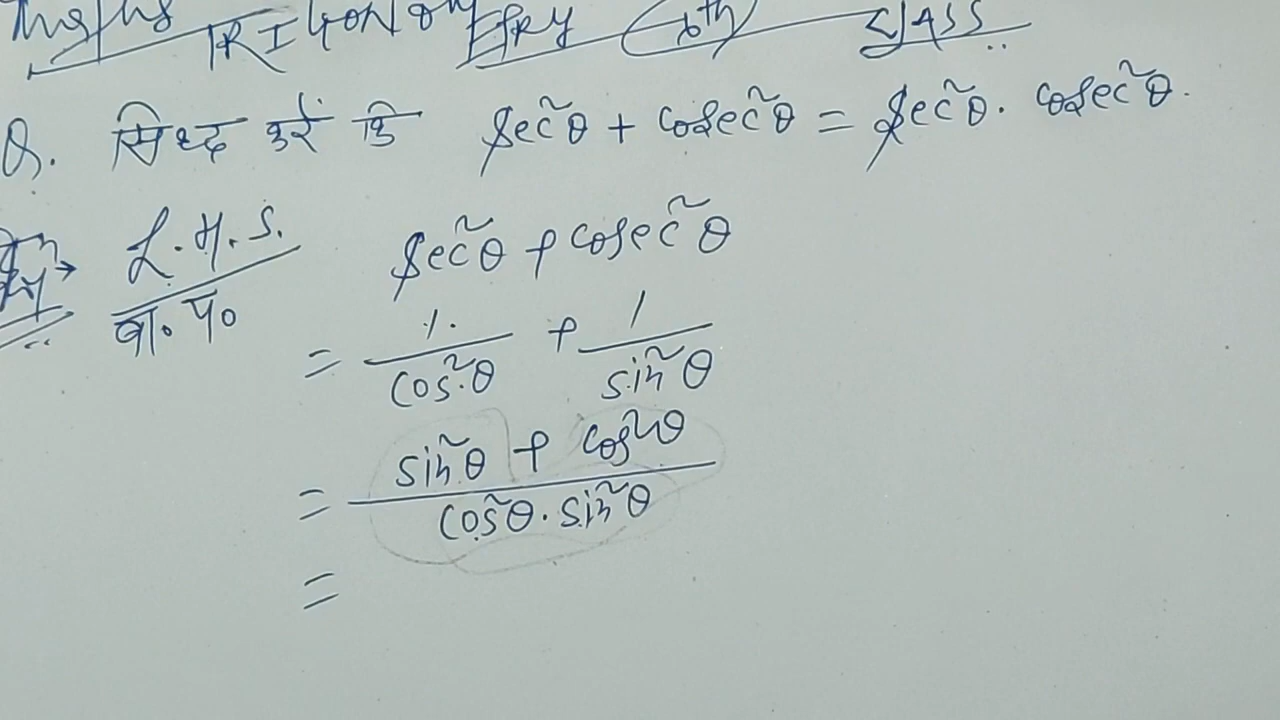 Maths TRIGONOMETRY (10th) CLASS
Q. सिध्द करें कि sec²θ + cosec²θ = sec²θ. cosec²θ.
L.H.S. sec²θ + cosec²θ
बा. प०
= 1/cos²θ + 1/sin²θ
= sin²θ + cos²θ / cos²θ. sin²θ
=